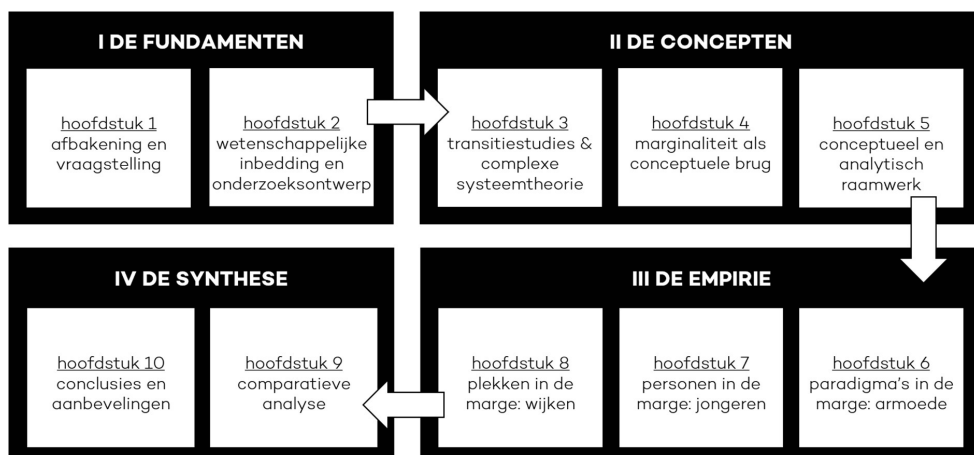 I DE FUNDAMENTEN
hoofdstuk 1
afbakening en
vraagstelling
hoofdstuk 2
wetenschappelijke
inbedding en
onderzoeksontwerp
II DE CONCEPTEN
hoofdstuk 3
transitiestudies &
complexe
systeemtheorie
hoofdstuk 4
marginaliteit als
conceptuele brug
hoofdstuk 5
conceptueel en
analytisch
raamwerk
III DE EMPIRIE
hoofdstuk 6
paradigma's in de
marge: armoede
hoofdstuk 7
personen in de
marge: jongeren
hoofdstuk 8
plekken in de
marge: wijken
IV DE SYNTHESE
hoofdstuk 9
comparatieve
analyse
hoofdstuk 10
conclusies en
aanbevelingen